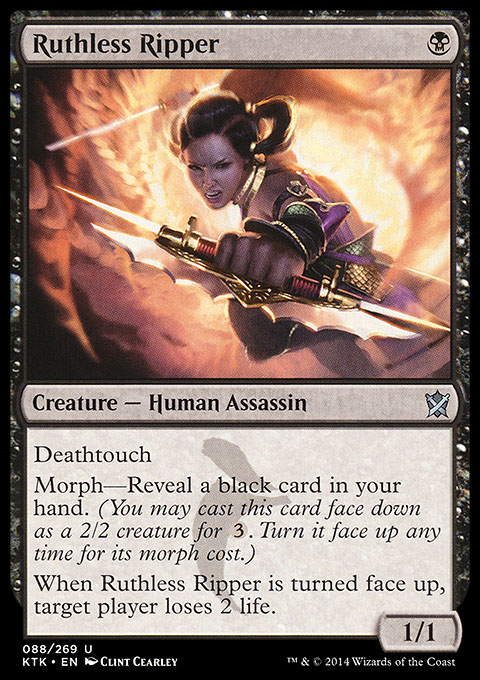 Ruthless Ripper
Creature — Human Assassin
Deathtouch
Morph—Reveal a black card in your
hand. (You may cast this card face down
as a 2/2 creature for 3. Turn it face up any
time for its morph cost.)
When Ruthless Ripper is turned face up,
target player loses 2 life.
1/1
088/269 U
KTK • EN CLINT CEARLEY
™ & © 2014 Wizards of the Coast